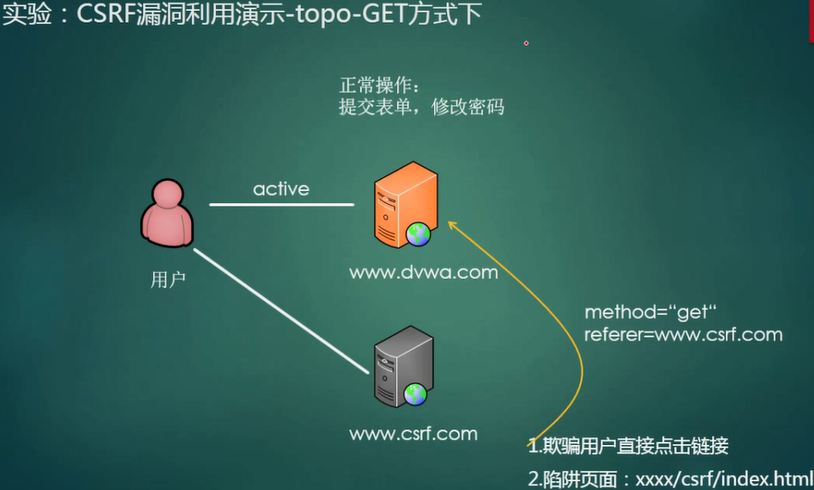 实验：CSRF漏洞利用演示-topo-GET方式下
正常操作：
提交表单，修改密码
active
用户
www.dvwa.com
method=“get“
referer=www.csrf.com
www.csrf.com
1.欺骗用户直接点击链接
2.陷阱页面：xxxx/csrf/index.html